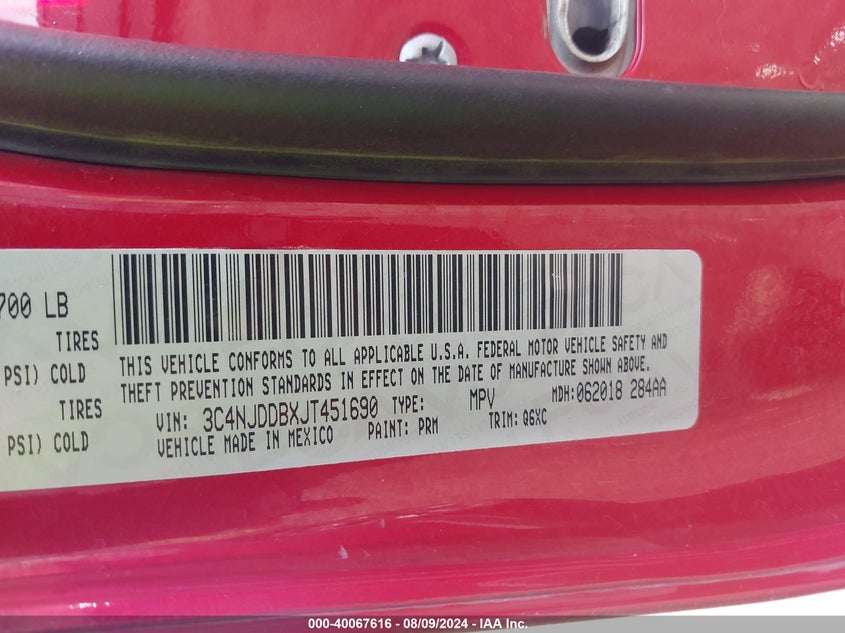 700 LB
TIRES
PSI) COLD
TIRES
PSI) COLD
THIS VEHICLE CONFORMS TO ALL APPLICABLE U.S.A. FEDERAL MOTOR VEHICLE SAFETY AND
THEFT PREVENTION STANDARDS IN EFFECT ON THE DATE OF MANUFACTURE SHOWN ABOVE.
VIN: 3C4NJDDBXJT451690 TYPE: MPV MDH:062018 284AA
VEHICLE MADE IN MEXICO PAINT: PRM TRIM: Q6XC
000-40067616 - 08/09/2024 - IAA Inc.